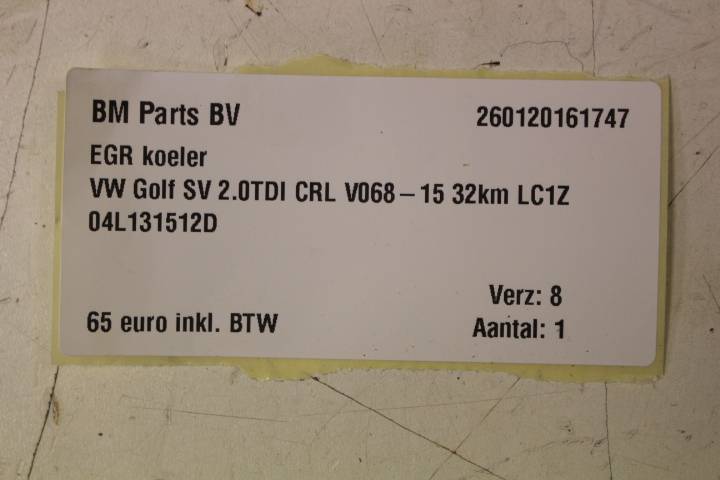 BM Parts BV 260120161747
EGR koeler
VW Golf SV 2.0TDI CRL V068-15 32km LC1Z
04L131512D
Verz: 8
65 euro inkl. BTW Aantal: 1